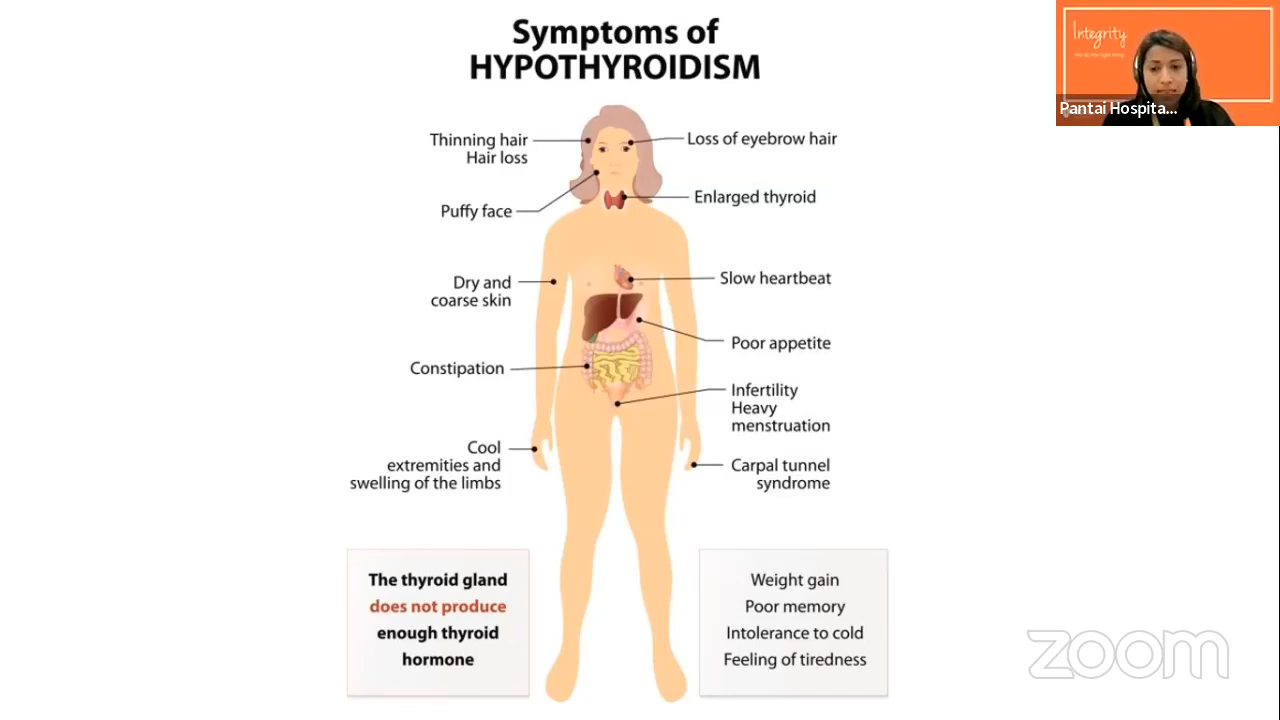 Symptoms of
HYPOTHYROIDISM
Thinning hair
Hair loss
Loss of eyebrow hair
Puffy face
Enlarged thyroid
Dry and
coarse skin
Slow heartbeat
Poor appetite
Constipation
Infertility
Heavy
menstruation
Cool
extremities and
swelling of the limbs
Carpal tunnel
syndrome
The thyroid gland
does not produce
enough thyroid
hormone
Weight gain
Poor memory
Intolerance to cold
Feeling of tiredness
Integrity
Pantai Hospita...
zoom